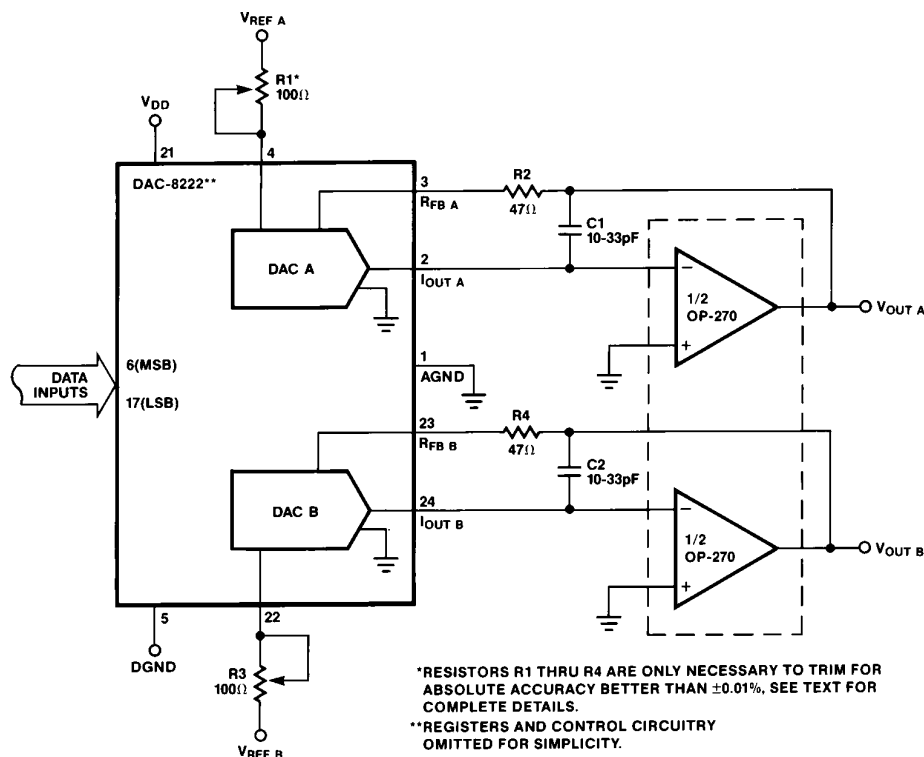 VREF A
R1*
100Ω
VDD
21
4
DAC-8222**
3
RFB A
R2
47Ω
C1
10-33pF
DAC A
2
IOUT A
−
1/2
OP-270
+
VOUT A
1
AGND
6(MSB)
DATA
INPUTS
17(LSB)
23
RFB B
R4
47Ω
C2
10-33pF
DAC B
24
IOUT B
−
1/2
OP-270
+
VOUT B
5
22
DGND
R3
100Ω
VREF B
*RESISTORS R1 THRU R4 ARE ONLY NECESSARY TO TRIM FOR
ABSOLUTE ACCURACY BETTER THAN ±0.01%, SEE TEXT FOR
COMPLETE DETAILS.
**REGISTERS AND CONTROL CIRCUITRY
OMITTED FOR SIMPLICITY.